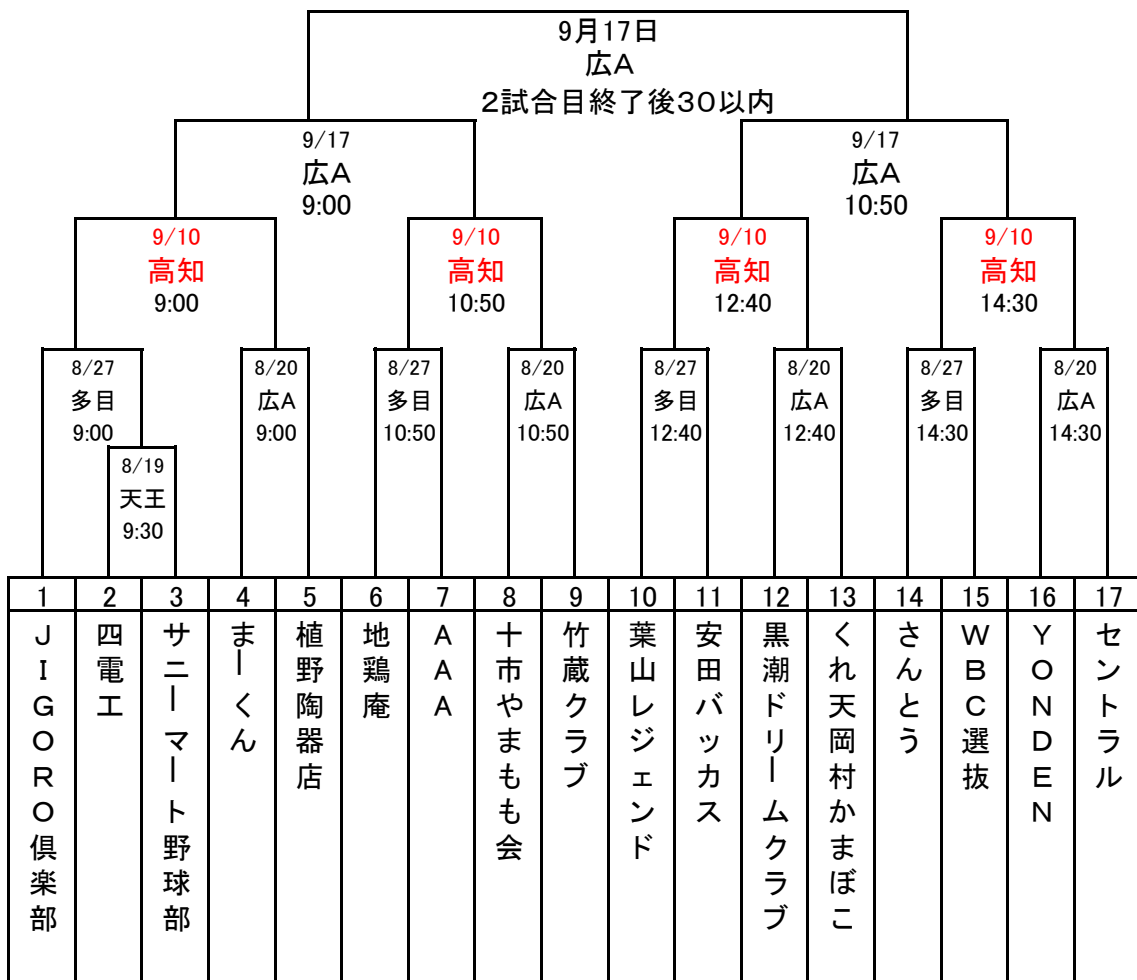 9月17日
広A
2試合目終了後30以内
9/17
広A
9:00
9/17
広A
10:50
9/10
高知
9:00
9/10
高知
10:50
9/10
高知
12:40
9/10
高知
14:30
8/27
多目
9:00
8/20
広A
9:00
8/27
多目
10:50
8/20
広A
10:50
8/27
多目
12:40
8/20
広A
12:40
8/27
多目
14:30
8/20
広A
14:30
8/19
天王
9:30
1 2 3 4 5 6 7 8 9 10 11 12 13 14 15 16 17
JIGORO倶楽部
四電工
サニーマート野球部
まーくん
植野陶器店
地鶏庵
AAA
十市やまもも会
竹蔵クラブ
葉山レジェンド
安田バッカス
黒潮ドリームクラブ
くれ天岡村かまぼこ
さんとう
WBC選抜
YONDEN
セントラル